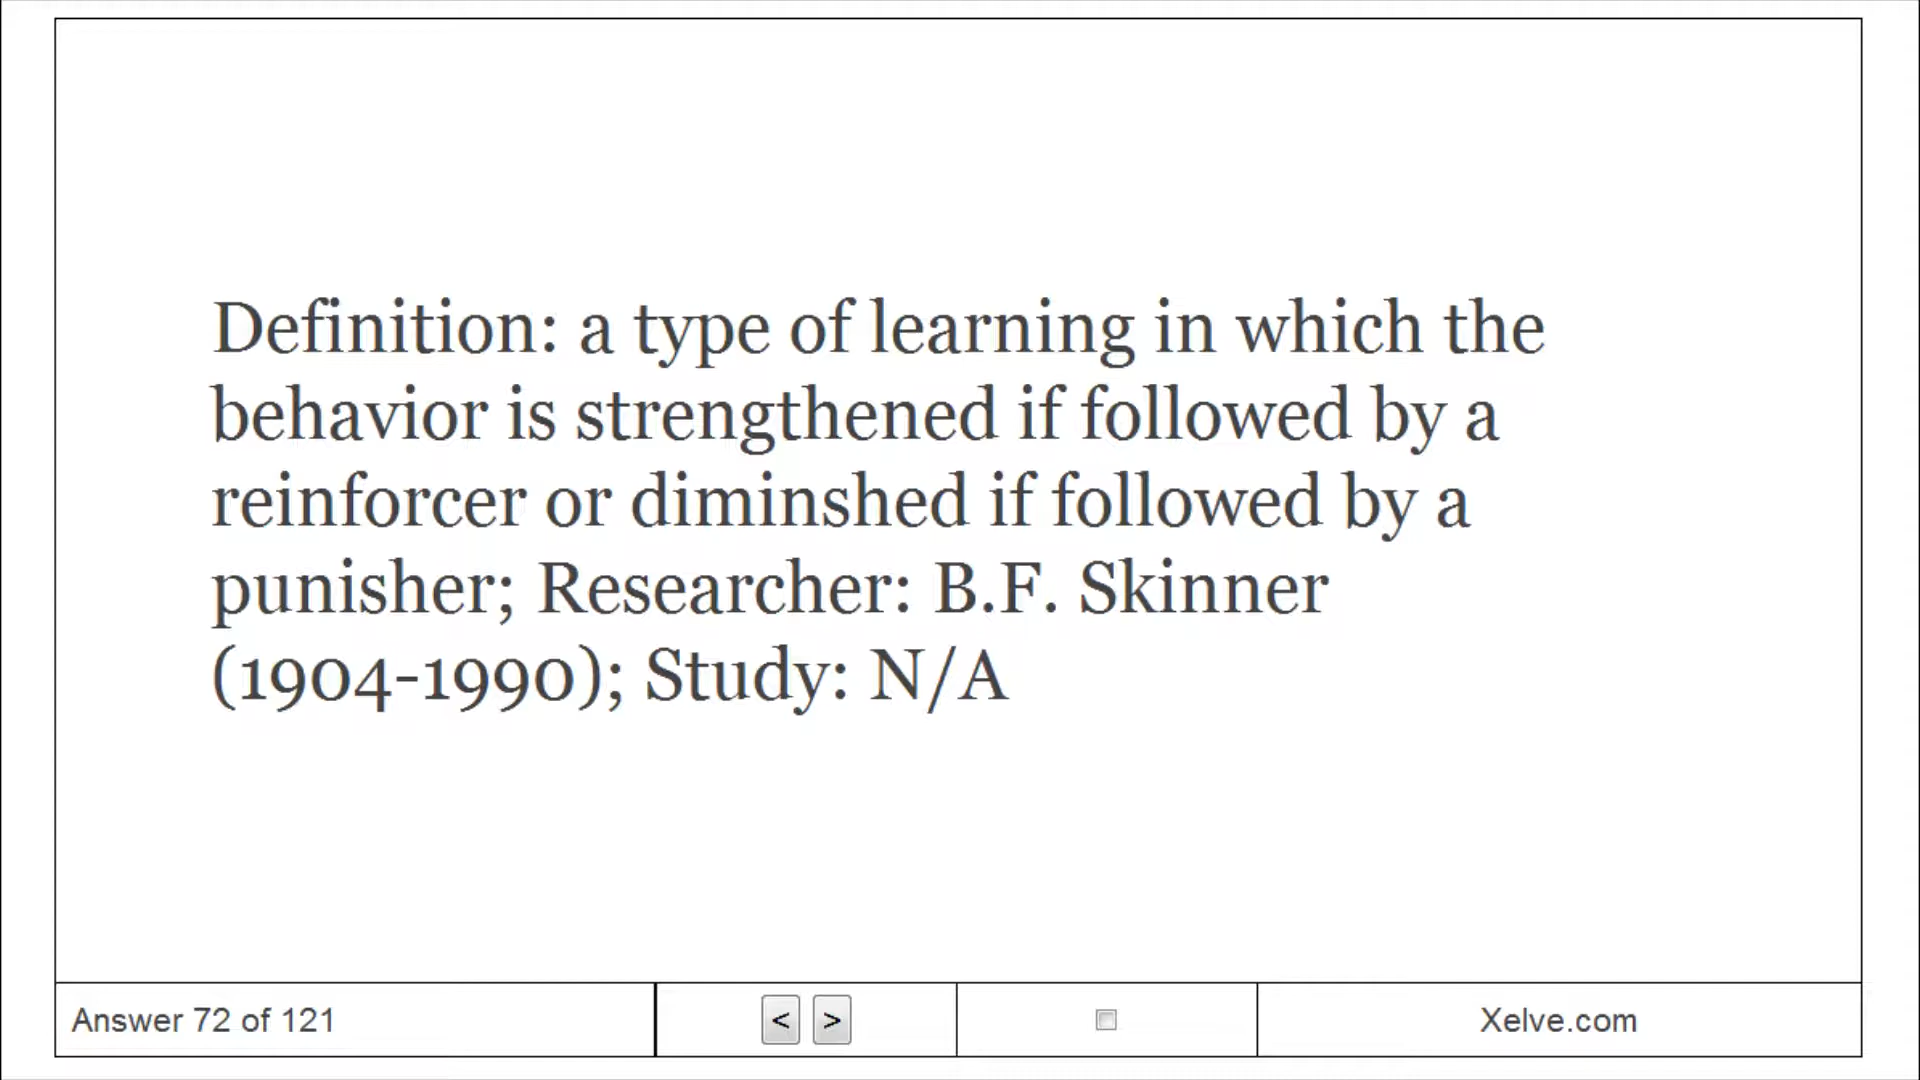 Definition: a type of learning in which the
behavior is strengthened if followed by a
reinforcer or diminshed if followed by a
punisher; Researcher: B.F. Skinner
(1904-1990); Study: N/A
Answer 72 of 121
< >
Xelve.com